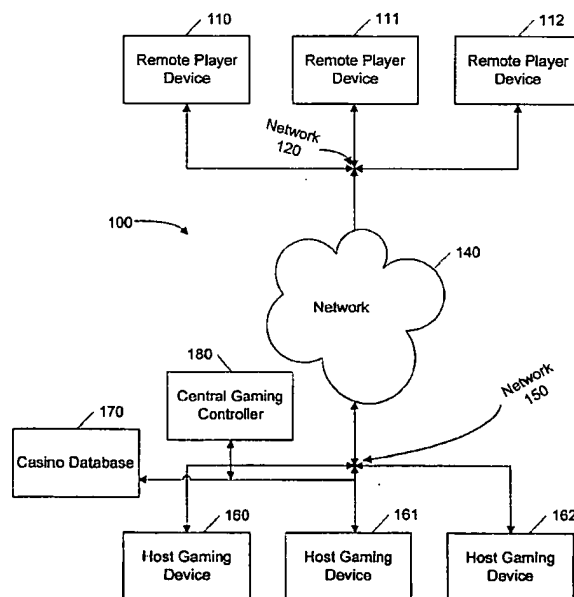 110
111
112
Remote Player
Device
Remote Player
Device
Remote Player
Device
Network
120
100
140
Network
180
Central Gaming
Controller
170
Casino Database
Network
150
160
161
162
Host Gaming
Device
Host Gaming
Device
Host Gaming
Device